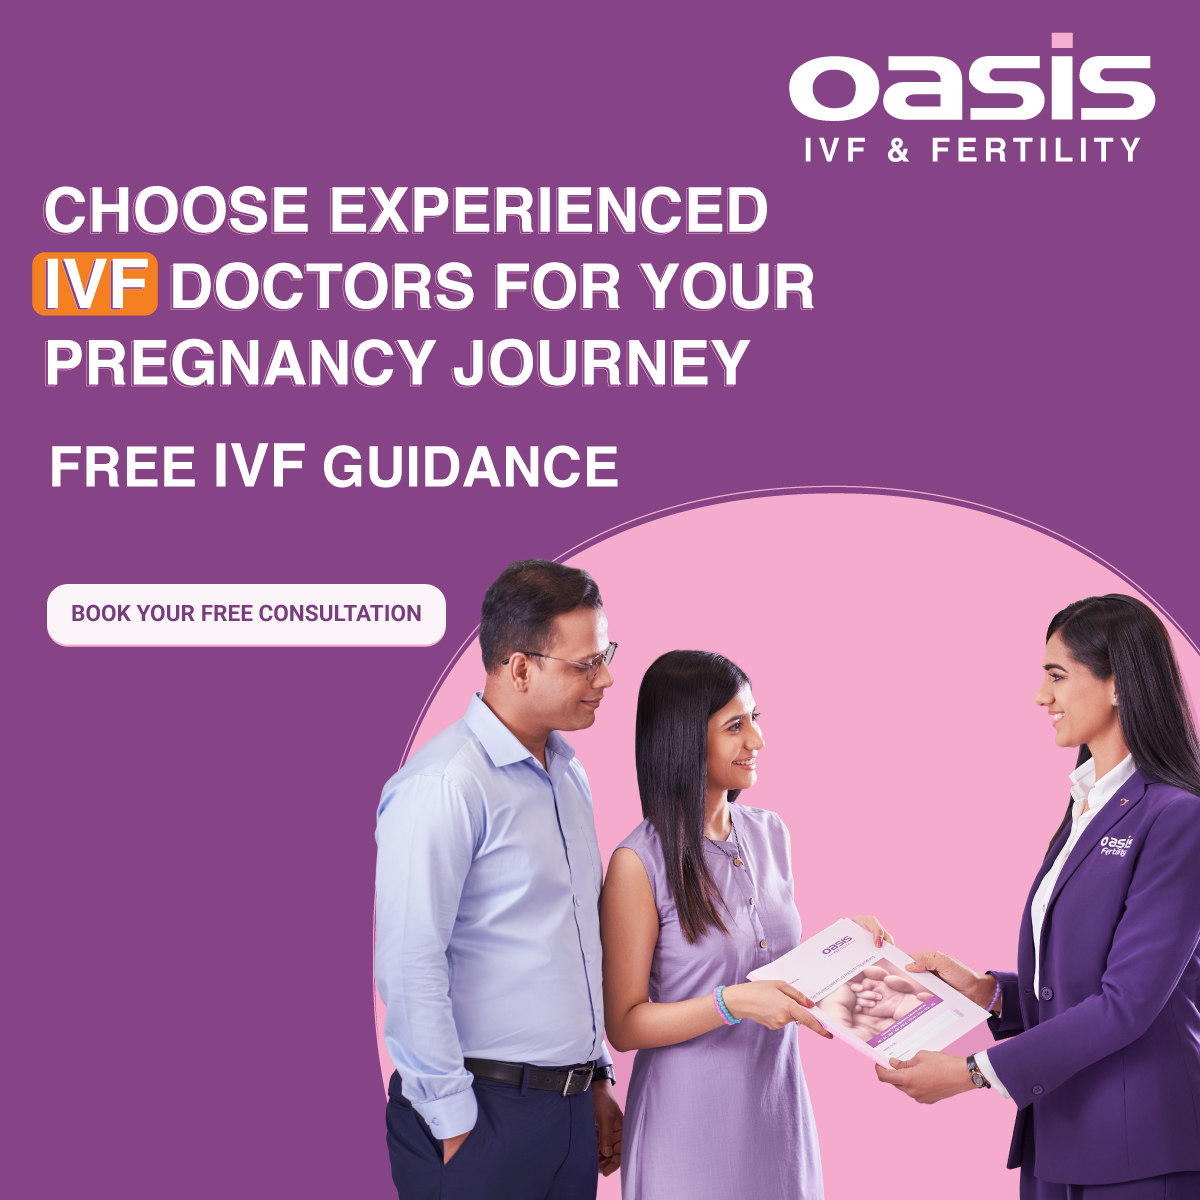 oasis
IVF & FERTILITY
CHOOSE EXPERIENCED
IVF DOCTORS FOR YOUR
PREGNANCY JOURNEY
FREE IVF GUIDANCE
BOOK YOUR FREE CONSULTATION
oasis
Fertility
oasis